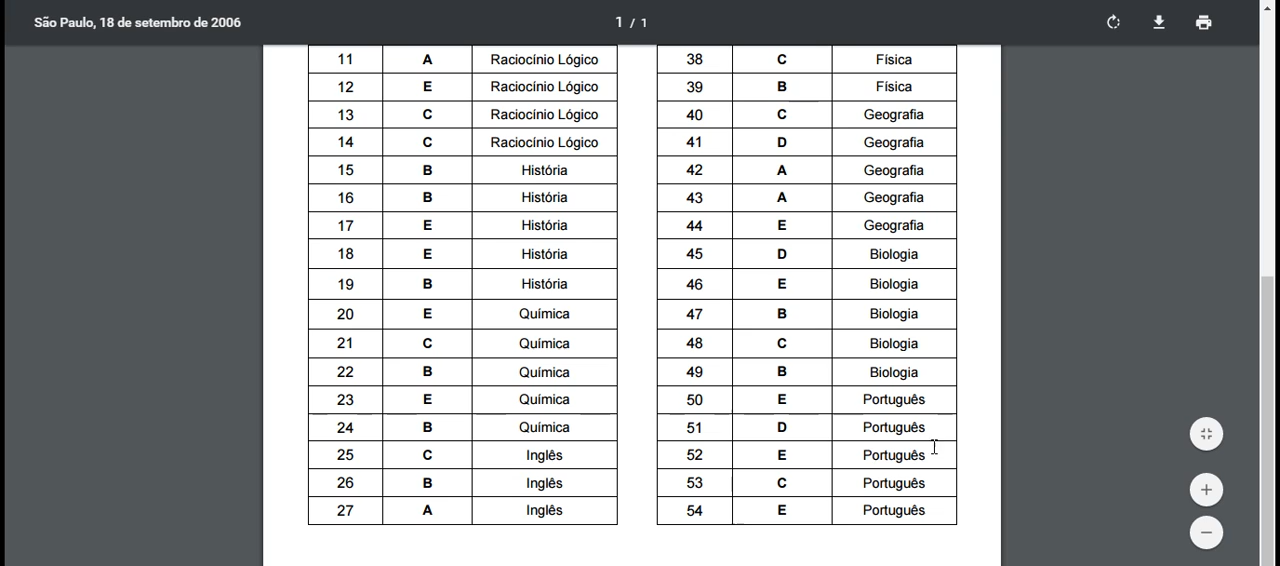 São Paulo, 18 de setembro de 2006 1 / 1
11 A Raciocínio Lógico 38 C Física
12 E Raciocínio Lógico 39 B Física
13 C Raciocínio Lógico 40 C Geografia
14 C Raciocínio Lógico 41 D Geografia
15 B História 42 A Geografia
16 B História 43 A Geografia
17 E História 44 E Geografia
18 E História 45 D Biologia
19 B História 46 E Biologia
20 E Química 47 B Biologia
21 C Química 48 C Biologia
22 B Química 49 B Biologia
23 E Química 50 E Português
24 B Química 51 D Português
25 C Inglês 52 E Português
26 B Inglês 53 C Português
27 A Inglês 54 E Português